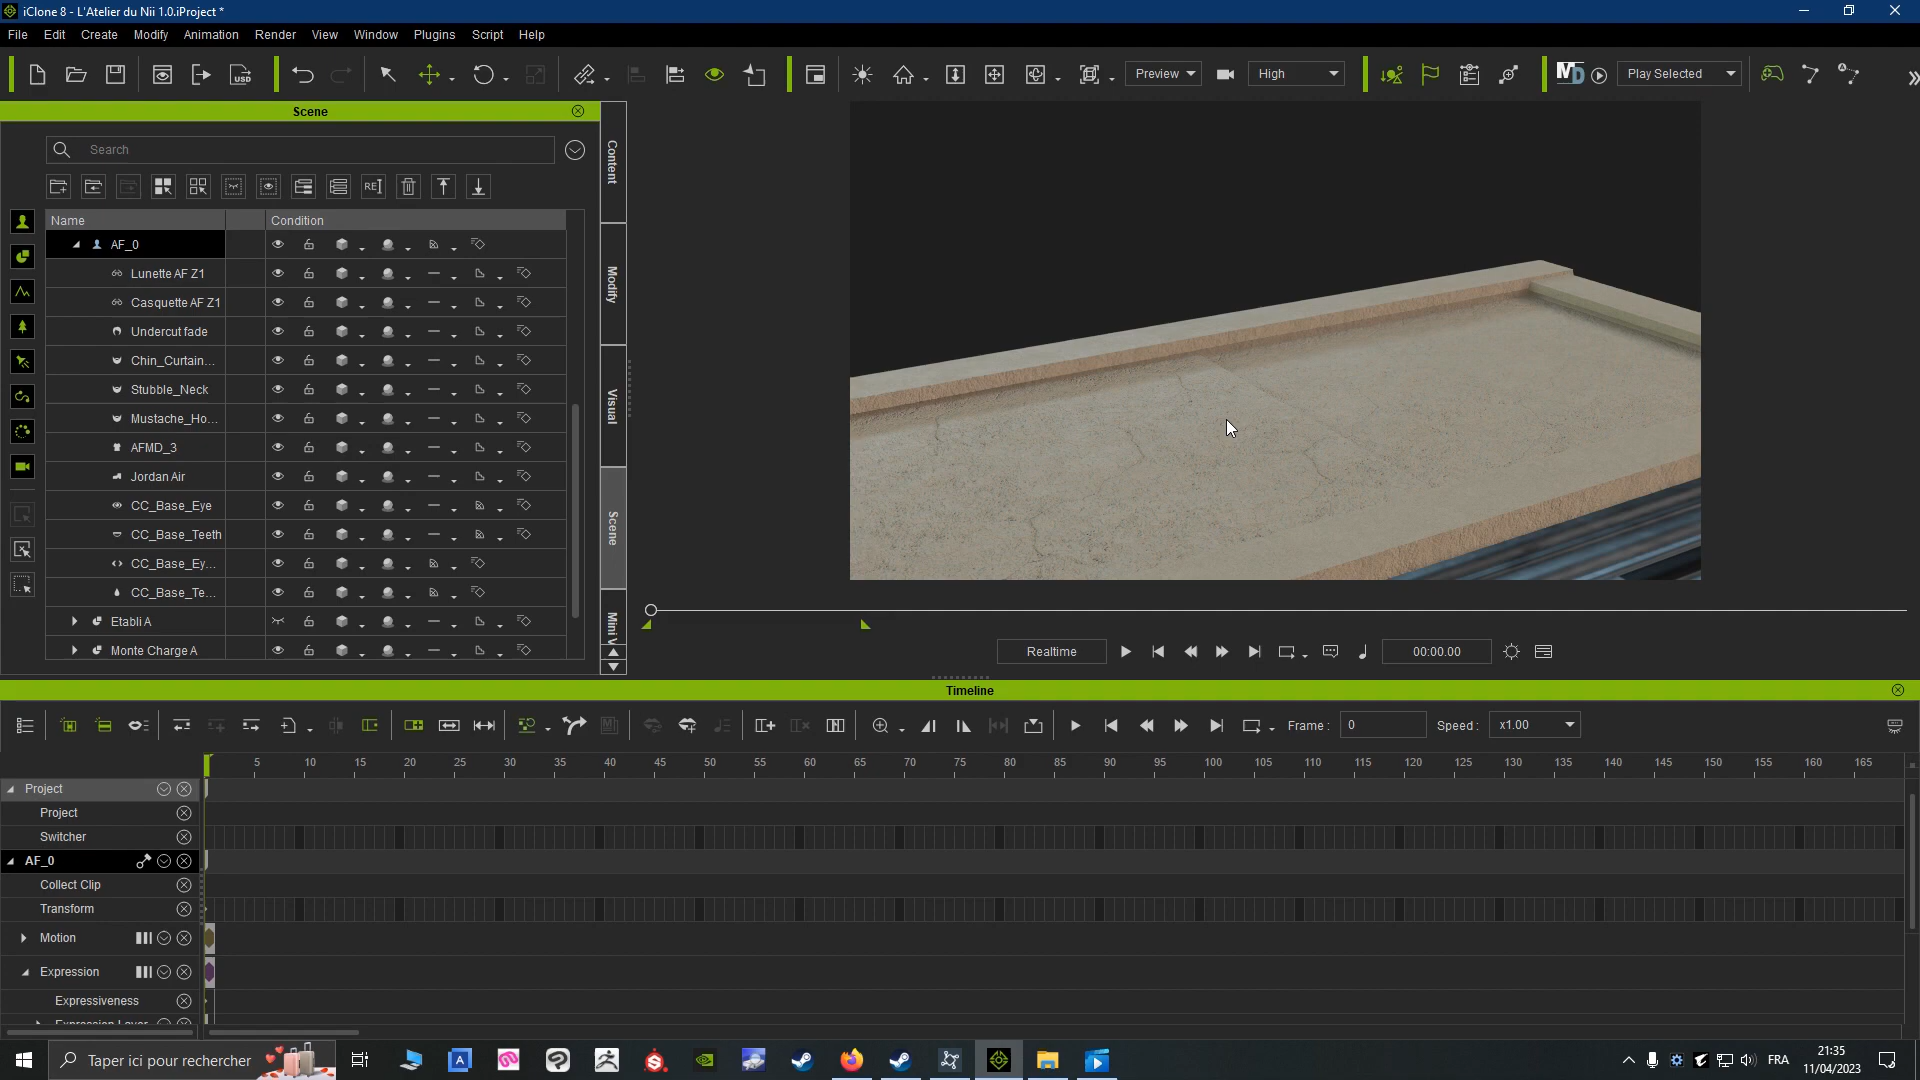 iClone 8 - L'Atelier du Nii 1.0.iProject *
File Edit Create Modify Animation Render View Window Plugins Script Help
USD Preview High MD Play Selected
Scene
Search
RE
Name Condition
AF_0
Lunette AF Z1
Casquette AF Z1
Undercut fade
Chin_Curtain...
Stubble_Neck
Mustache_Ho...
AFMD_3
Jordan Air
CC_Base_Eye
CC_Base_Teeth
CC_Base_Ey...
CC_Base_Te...
Etabli A
Monte Charge A
Content
Modify
Visual
Scene
Mini V
Realtime 00:00.00
Timeline
Frame : 0 Speed : x1.00
5 10 15 20 25 30 35 40 45 50 55 60 65 70 75 80 85 90 95 100 105 110 115 120 125 130 135 140 145 150 155 160 165
Project
Project
Switcher
AF_0
Collect Clip
Transform
Motion
Expression
Expressiveness
Expression Layer
Taper ici pour rechercher
FRA
21:35
11/04/2023